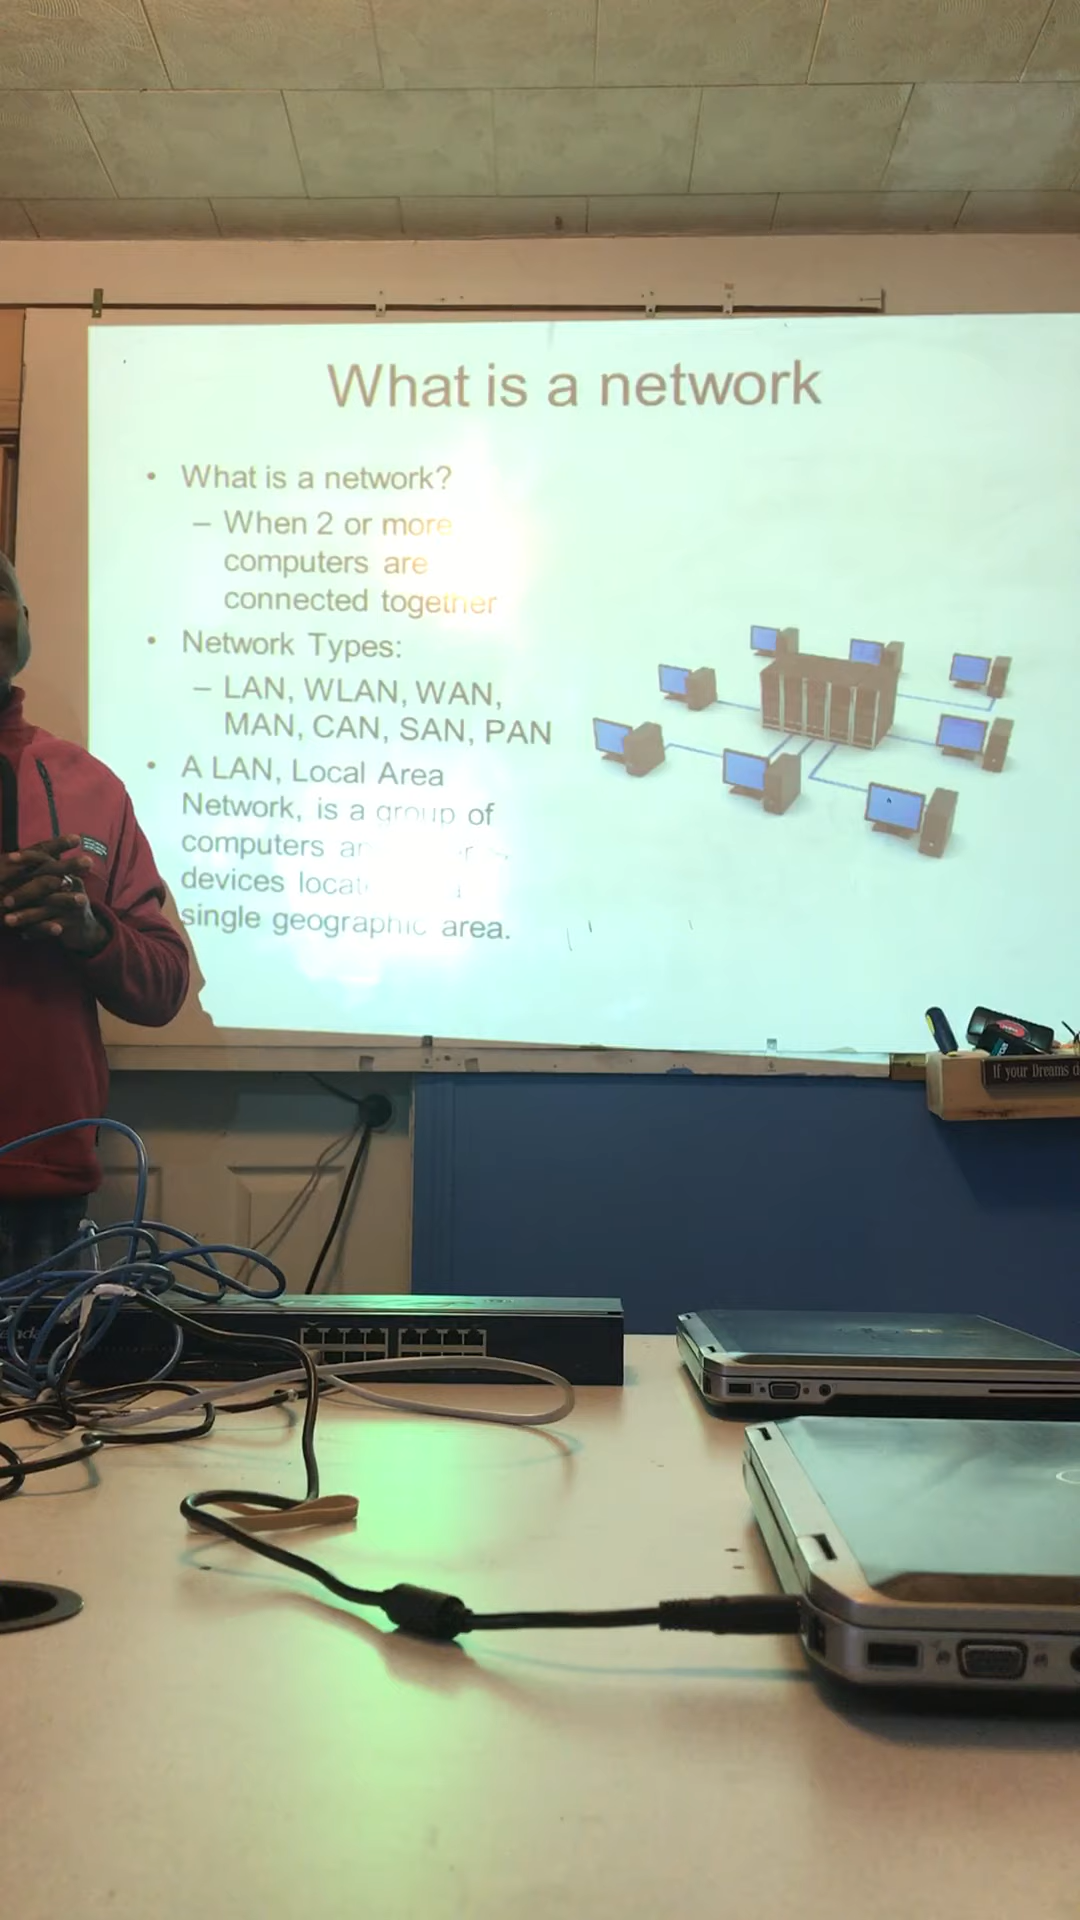 What is a network
• What is a network?
– When 2 or more
computers are
connected together
• Network Types:
– LAN, WLAN, WAN,
MAN, CAN, SAN, PAN
• A LAN, Local Area
Network, is a group of
computers
devices
single geographic area.
If your Dreams